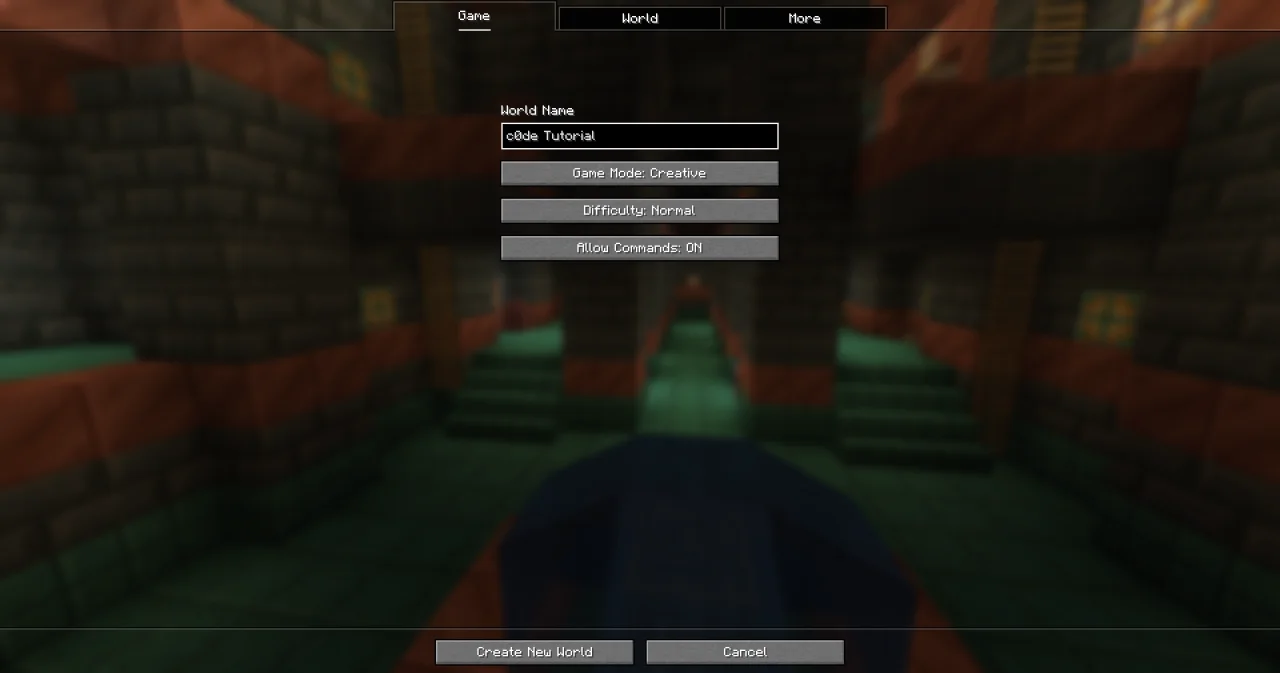 Game
World
More
World Name
c0de Tutorial
Game Mode: Creative
Difficulty: Normal
Allow Commands: ON
Create New World
Cancel